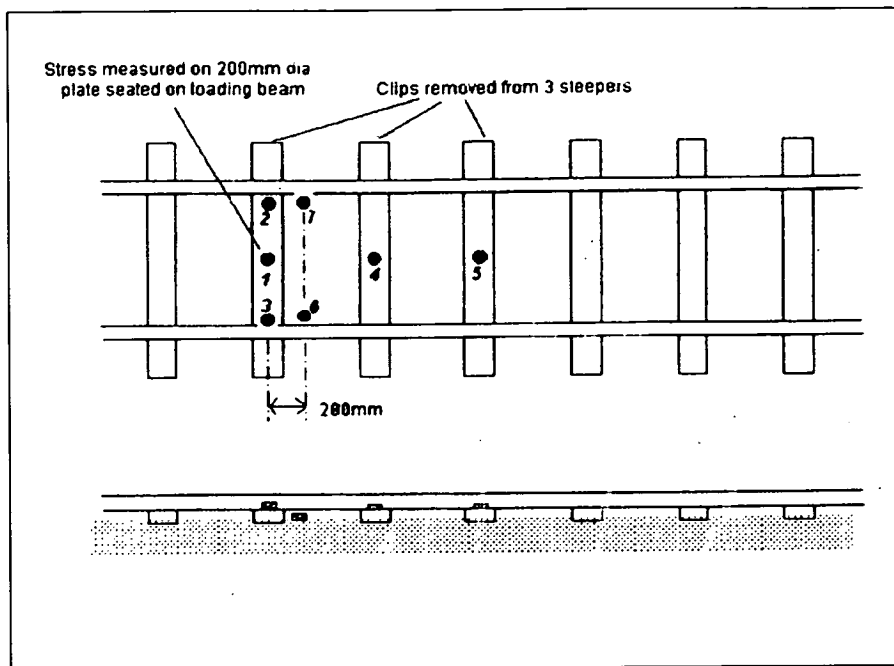 Stress measured on 200mm dia
plate seated on loading beam
Clips removed from 3 sleepers
2
7
1
4
5
3
6
200mm